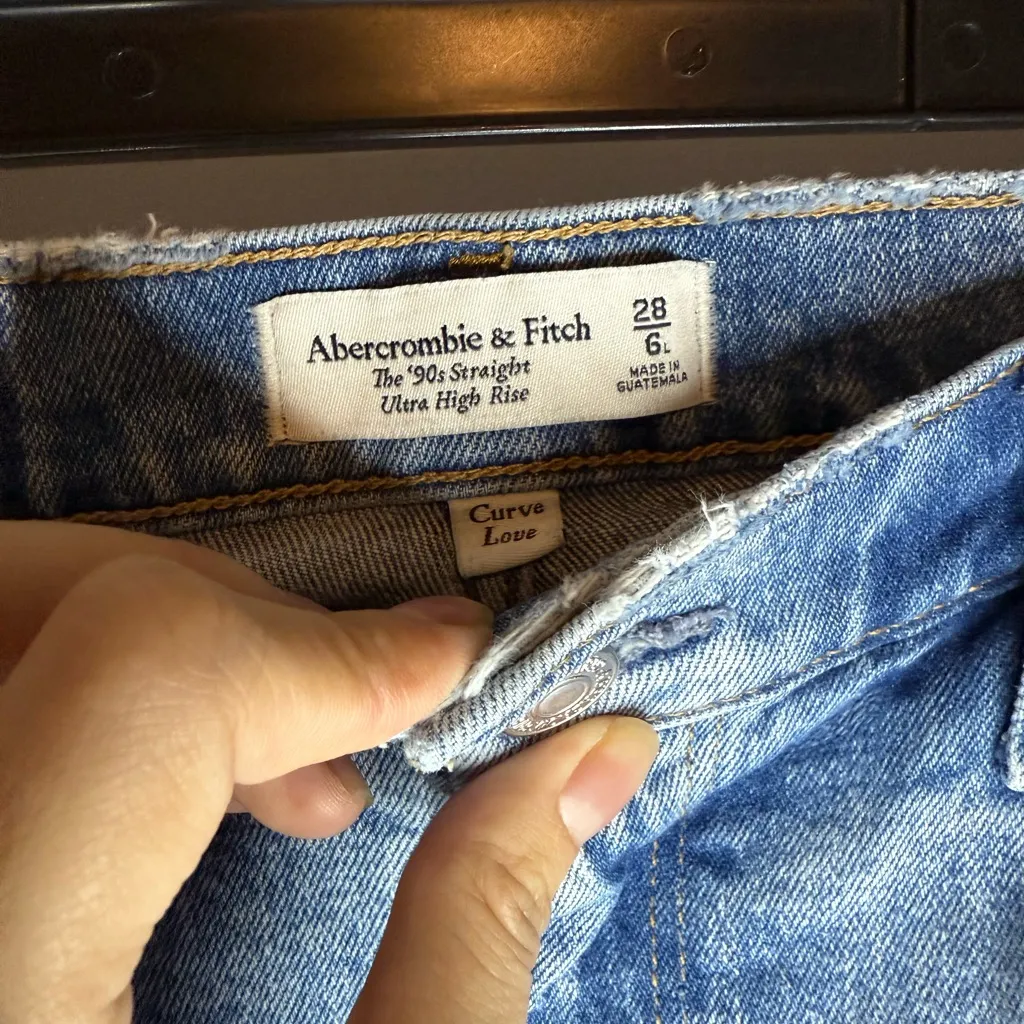 Abercrombie & Fitch
The '90s Straight
Ultra High Rise
28
6L
MADE IN
GUATEMALA
Curve
Love